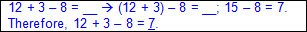 12 + 3 – 8 = __ → (12 + 3) – 8 = __; 15 – 8 = 7.
Therefore, 12 + 3 – 8 = 7.